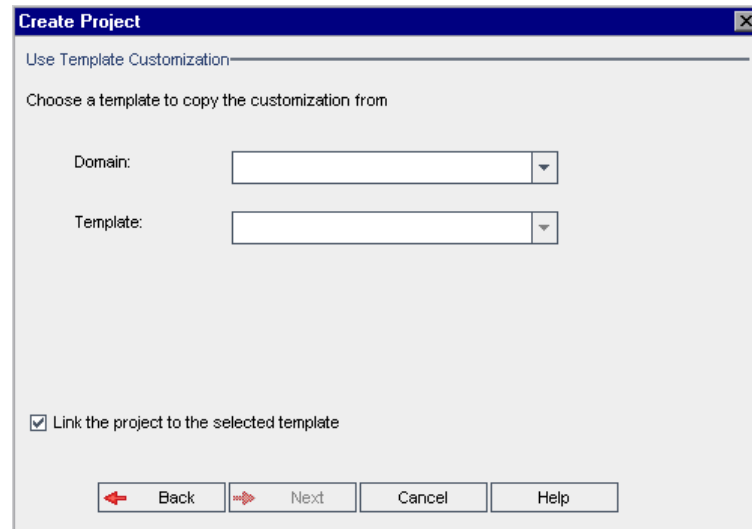 Create Project
Use Template Customization
Choose a template to copy the customization from
Domain:
Template:
Link the project to the selected template
Back Next Cancel Help